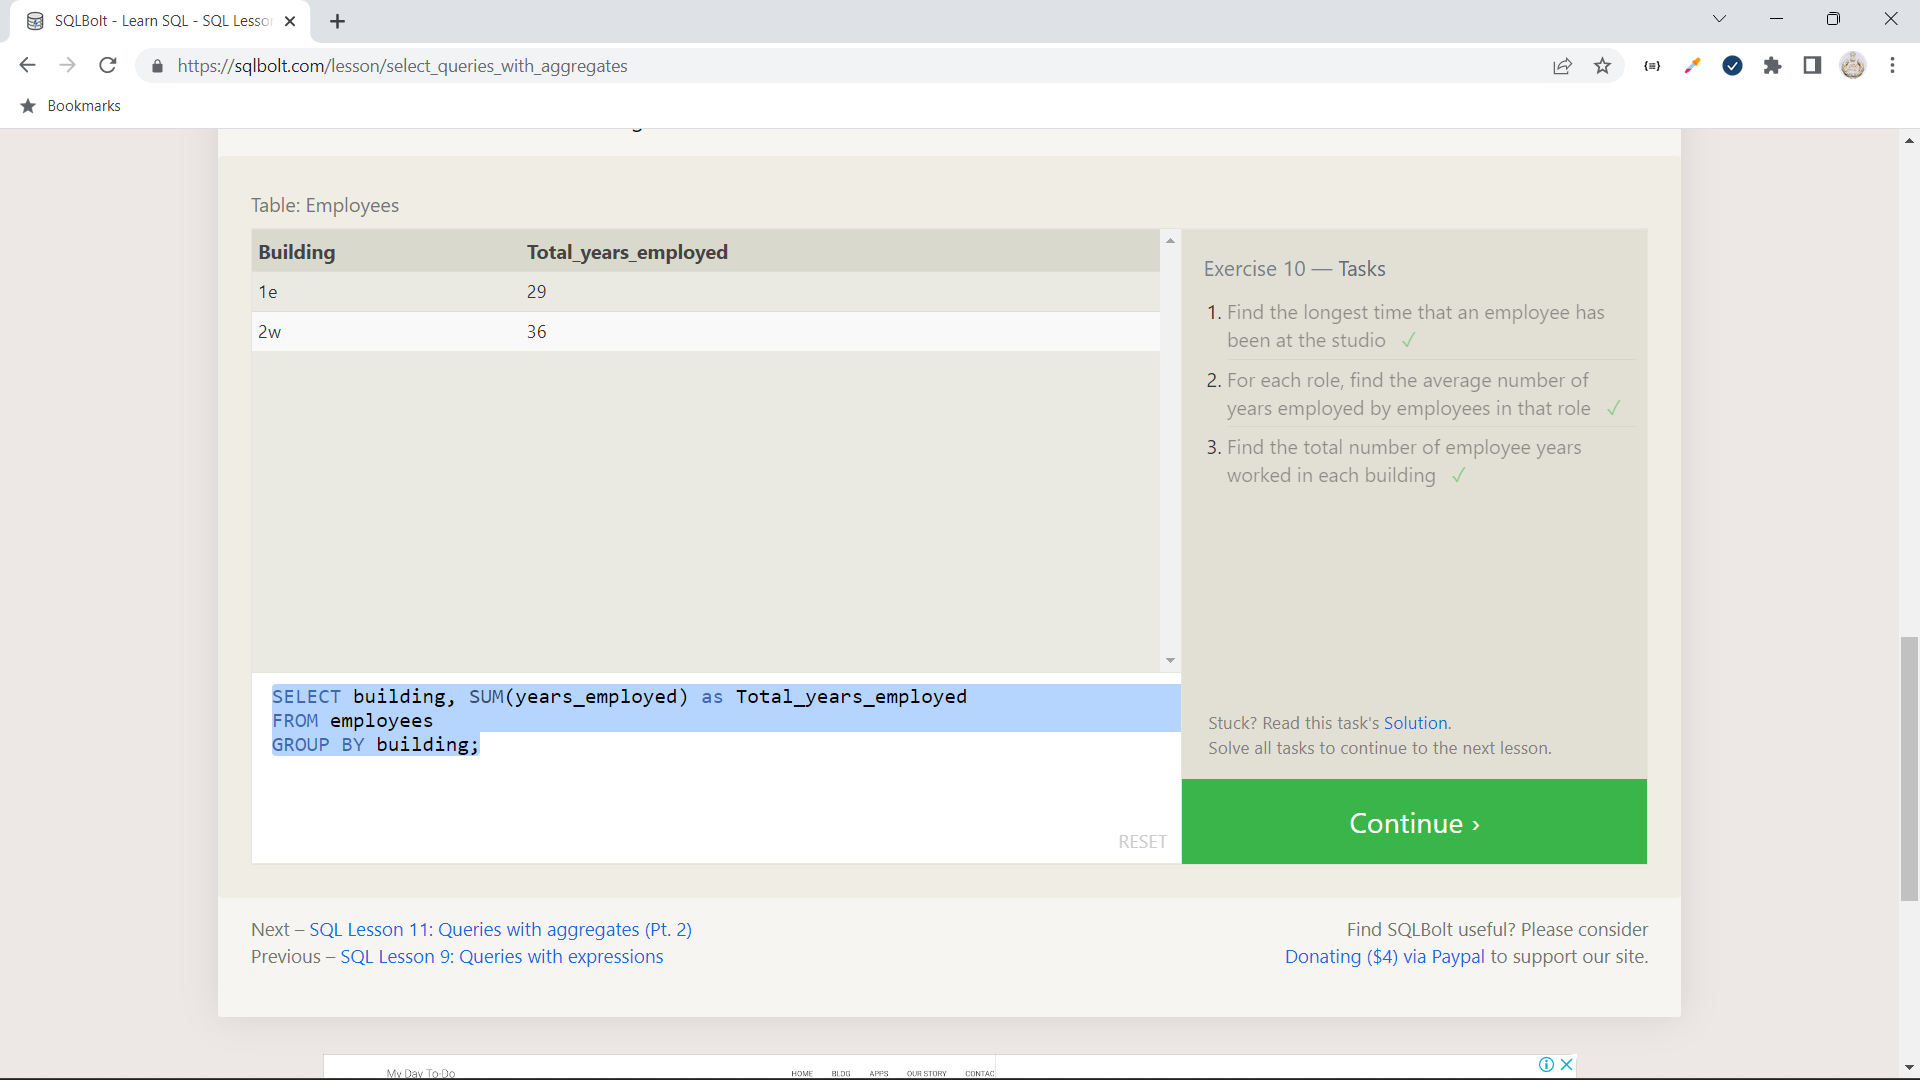 SQLBolt - Learn SQL - SQL Lesso
https://sqlbolt.com/lesson/select_queries_with_aggregates
Bookmarks
Table: Employees
Building Total_years_employed
1e 29
2w 36
Exercise 10 — Tasks
1. Find the longest time that an employee has
been at the studio ✓
2. For each role, find the average number of
years employed by employees in that role ✓
3. Find the total number of employee years
worked in each building ✓
SELECT building, SUM(years_employed) as Total_years_employed
FROM employees
GROUP BY building;
RESET
Stuck? Read this task's Solution.
Solve all tasks to continue to the next lesson.
Continue ›
Next – SQL Lesson 11: Queries with aggregates (Pt. 2)
Previous – SQL Lesson 9: Queries with expressions
Find SQLBolt useful? Please consider
Donating ($4) via Paypal to support our site.
My Day To-Do
HOME BLOG APPS OUR STORY CONTAC